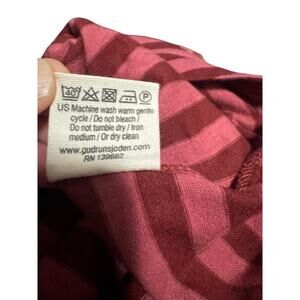 40 P
US Machine wash warm gentle
cycle / Do not bleach /
Do not tumble dry / Iron
medium / Or dry clean
www.gudrunsjoden.com
RN 139682